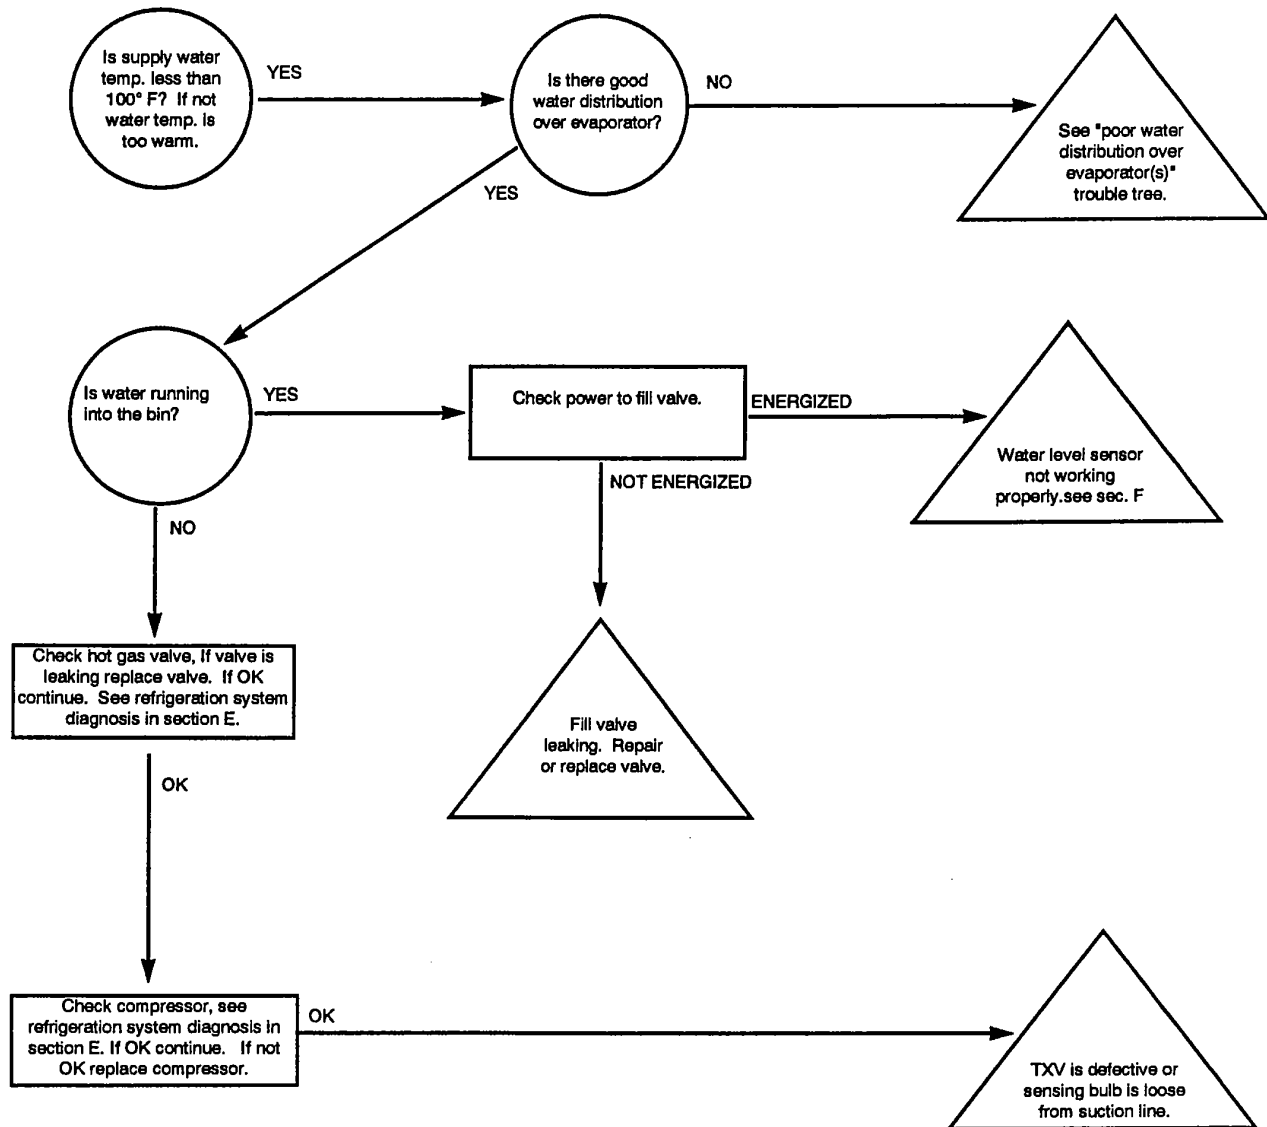 Is supply water
temp. less than
100° F? If not
water temp. is
too warm.
YES
Is there good
water distribution
over evaporator?
NO
See "poor water
distribution over
evaporator(s)"
trouble tree.
YES
Is water running
into the bin?
YES
Check power to fill valve.
ENERGIZED
Water level sensor
not working
properly.see sec. F
NOT ENERGIZED
NO
Fill valve
leaking. Repair
or replace valve.
Check hot gas valve, If valve is
leaking replace valve. If OK
continue. See refrigeration system
diagnosis in section E.
OK
Check compressor, see
refrigeration system diagnosis in
section E. If OK continue. If not
OK replace compressor.
OK
TXV is defective or
sensing bulb is loose
from suction line.